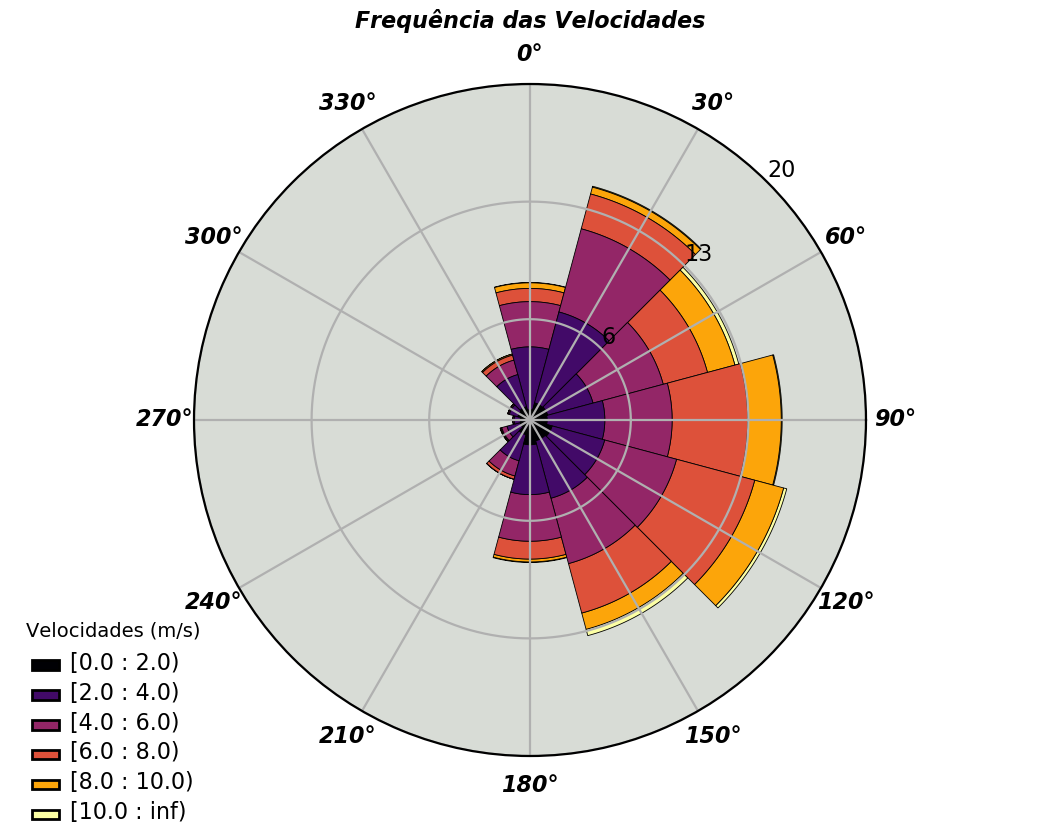 Frequência das Velocidades
0°
330°
30°
20
300°
60°
13
6
270°
90°
240°
120°
210°
150°
180°
Velocidades (m/s)
[0.0 : 2.0)
[2.0 : 4.0)
[4.0 : 6.0)
[6.0 : 8.0)
[8.0 : 10.0)
[10.0 : inf)